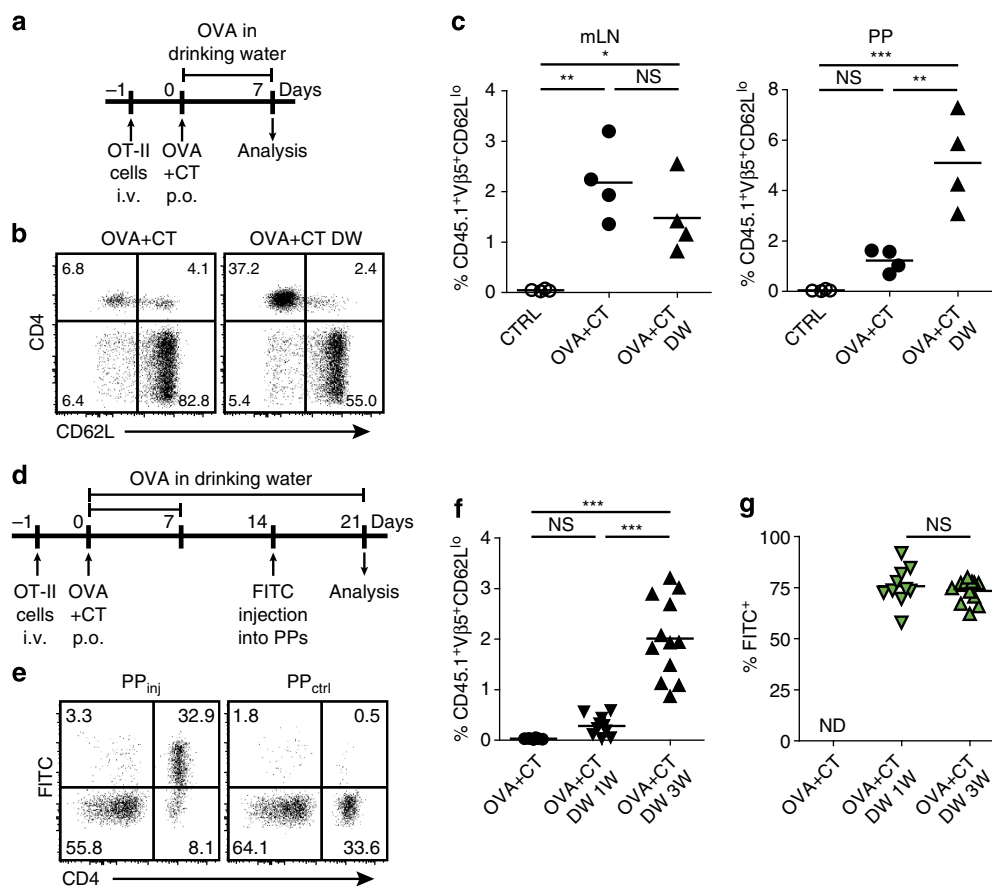 a
OVA in
drinking water
–1 0 7 Days
OT-II
cells
i.v.
OVA
+CT
p.o.
Analysis
b
OVA+CT
OVA+CT DW
6.8 4.1
6.4 82.8
37.2 2.4
5.4 55.0
CD4
CD62L
c
mLN
*
** NS
% CD45.1⁺Vβ5⁺CD62Lˡᵒ
4
3
2
1
0
CTRL
OVA+CT
OVA+CT
DW
PP
***
NS **
% CD45.1⁺Vβ5⁺CD62Lˡᵒ
8
6
4
2
0
CTRL
OVA+CT
OVA+CT
DW
d
OVA in drinking water
–1 0 7 14 21 Days
OT-II
cells
i.v.
OVA
+CT
p.o.
FITC
injection
into PPs
Analysis
e
PPinj
PPctrl
3.3 32.9
55.8 8.1
1.8 0.5
64.1 33.6
FITC
CD4
f
***
NS ***
% CD45.1⁺Vβ5⁺CD62Lˡᵒ
4
3
2
1
0
OVA+CT
OVA+CT
DW 1W
OVA+CT
DW 3W
g
NS
% FITC⁺
100
75
50
25
0
ND
OVA+CT
OVA+CT
DW 1W
OVA+CT
DW 3W